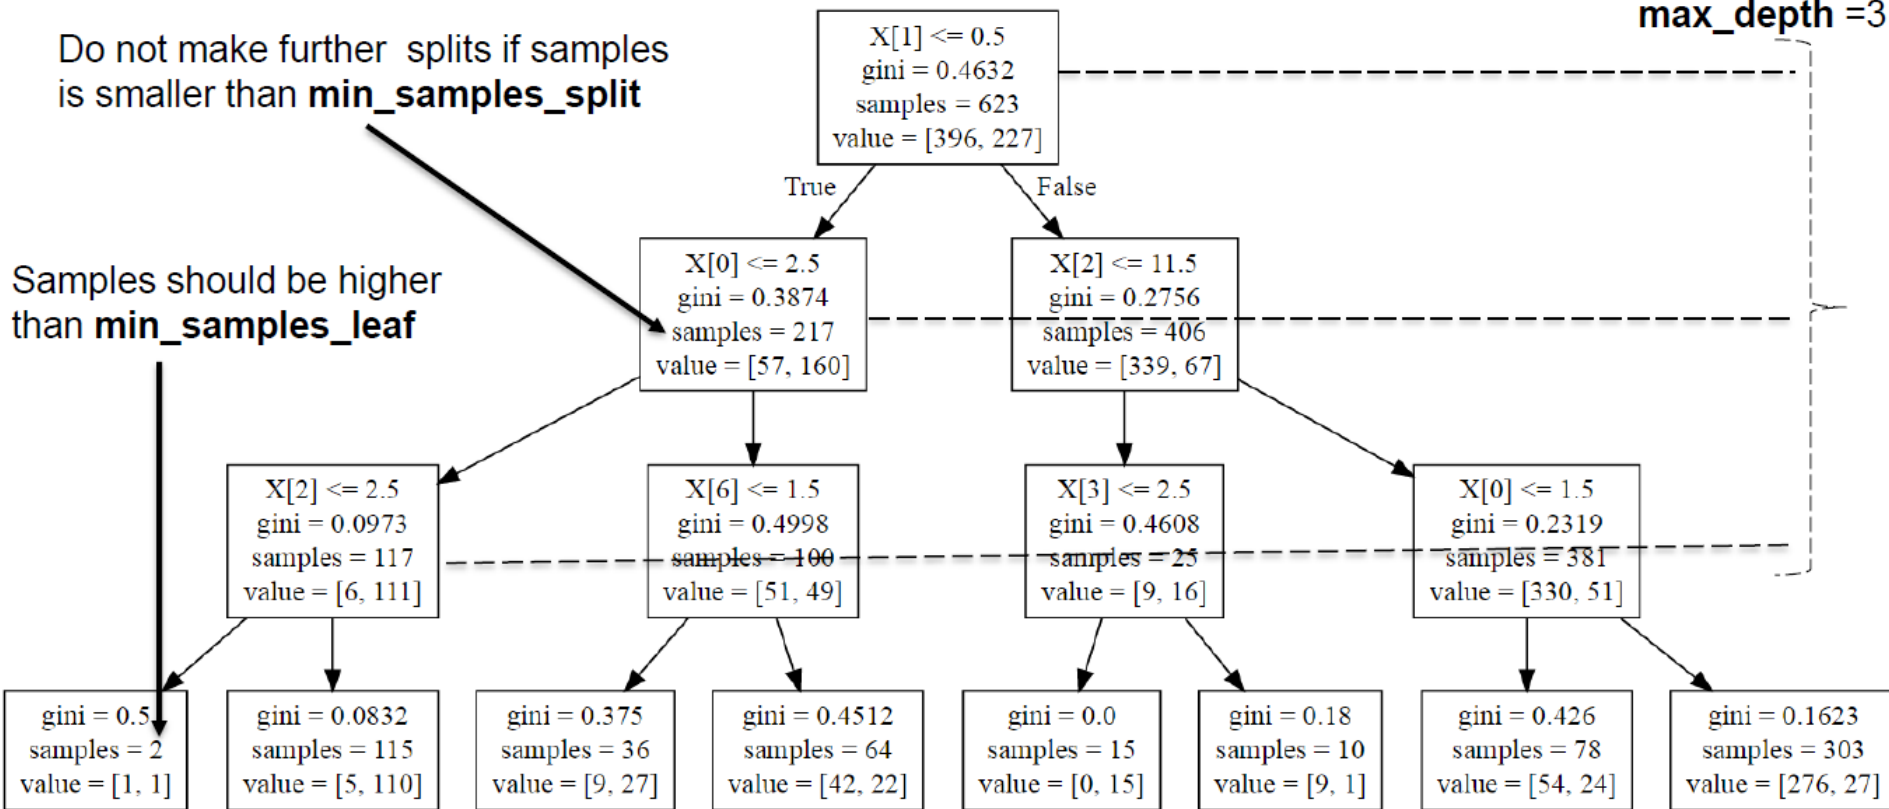 max_depth =3
Do not make further splits if samples
is smaller than min_samples_split
X[1] <= 0.5
gini = 0.4632
samples = 623
value = [396, 227]
True
False
Samples should be higher
than min_samples_leaf
X[0] <= 2.5
gini = 0.3874
samples = 217
value = [57, 160]
X[2] <= 11.5
gini = 0.2756
samples = 406
value = [339, 67]
X[2] <= 2.5
gini = 0.0973
samples = 117
value = [6, 111]
X[6] <= 1.5
gini = 0.4998
samples = 100
value = [51, 49]
X[3] <= 2.5
gini = 0.4608
samples = 25
value = [9, 16]
X[0] <= 1.5
gini = 0.2319
samples = 381
value = [330, 51]
gini = 0.5
samples = 2
value = [1, 1]
gini = 0.0832
samples = 115
value = [5, 110]
gini = 0.375
samples = 36
value = [9, 27]
gini = 0.4512
samples = 64
value = [42, 22]
gini = 0.0
samples = 15
value = [0, 15]
gini = 0.18
samples = 10
value = [9, 1]
gini = 0.426
samples = 78
value = [54, 24]
gini = 0.1623
samples = 303
value = [276, 27]